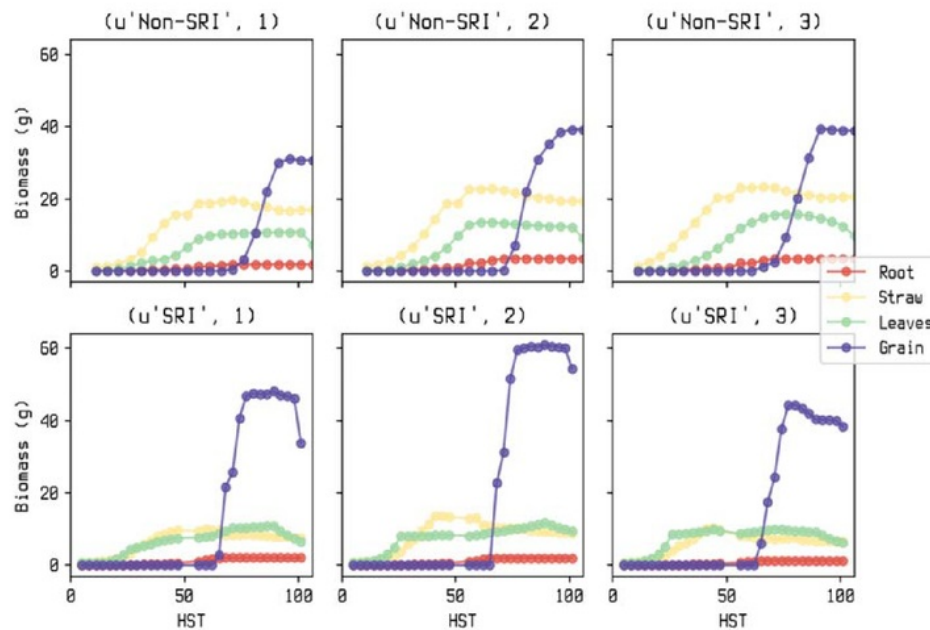 (u'Non-SRI', 1)
(u'Non-SRI', 2)
(u'Non-SRI', 3)
60
40
20
0
Biomass (g)
Root
Straw
Leaves
Grain
(u'SRI', 1)
(u'SRI', 2)
(u'SRI', 3)
60
40
20
0
Biomass (g)
0 50 100
0 50 100
0 50 100
HST
HST
HST